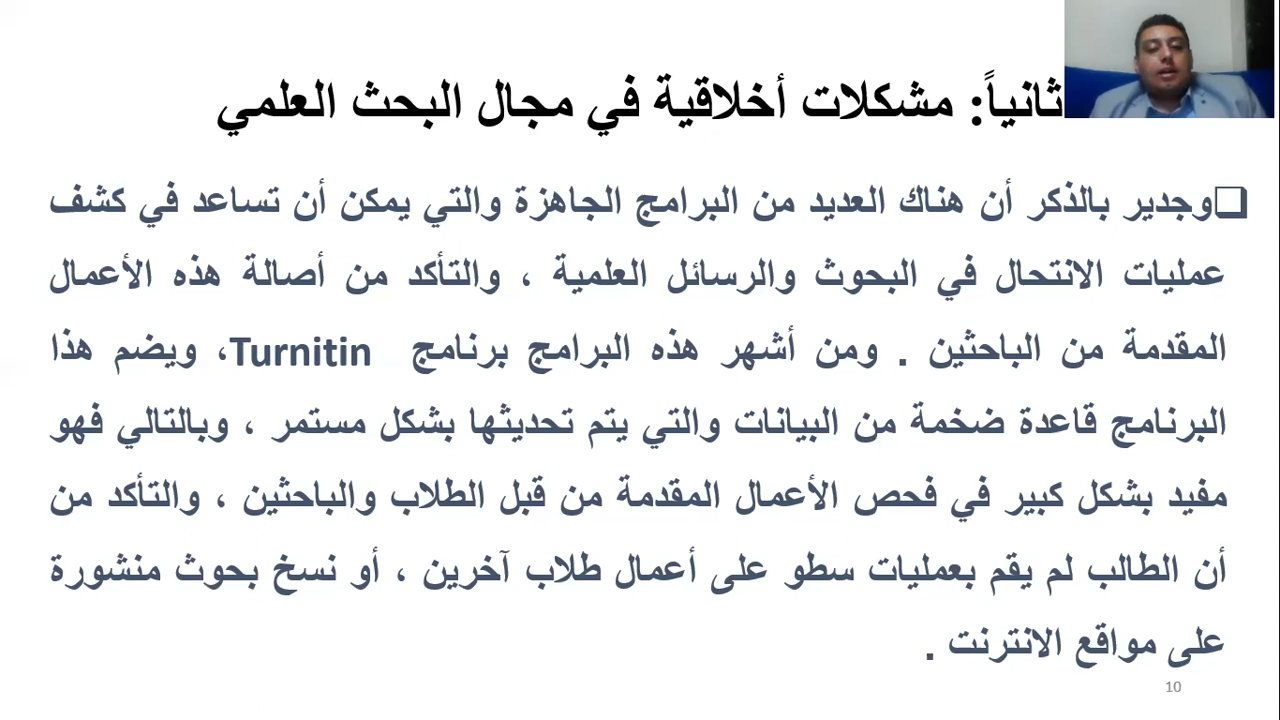 ثانياً: مشكلات أخلاقية في مجال البحث العلمي
❑وجدير بالذكر أن هناك العديد من البرامج الجاهزة والتي يمكن أن تساعد في كشف
عمليات الانتحال في البحوث والرسائل العلمية ، والتأكد من أصالة هذه الأعمال
المقدمة من الباحثين . ومن أشهر هذه البرامج برنامج Turnitin، ويضم هذا
البرنامج قاعدة ضخمة من البيانات والتي يتم تحديثها بشكل مستمر ، وبالتالي فهو
مفيد بشكل كبير في فحص الأعمال المقدمة من قبل الطلاب والباحثين ، والتأكد من
أن الطالب لم يقم بعمليات سطو على أعمال طلاب آخرين ، أو نسخ بحوث منشورة
على مواقع الانترنت .
10